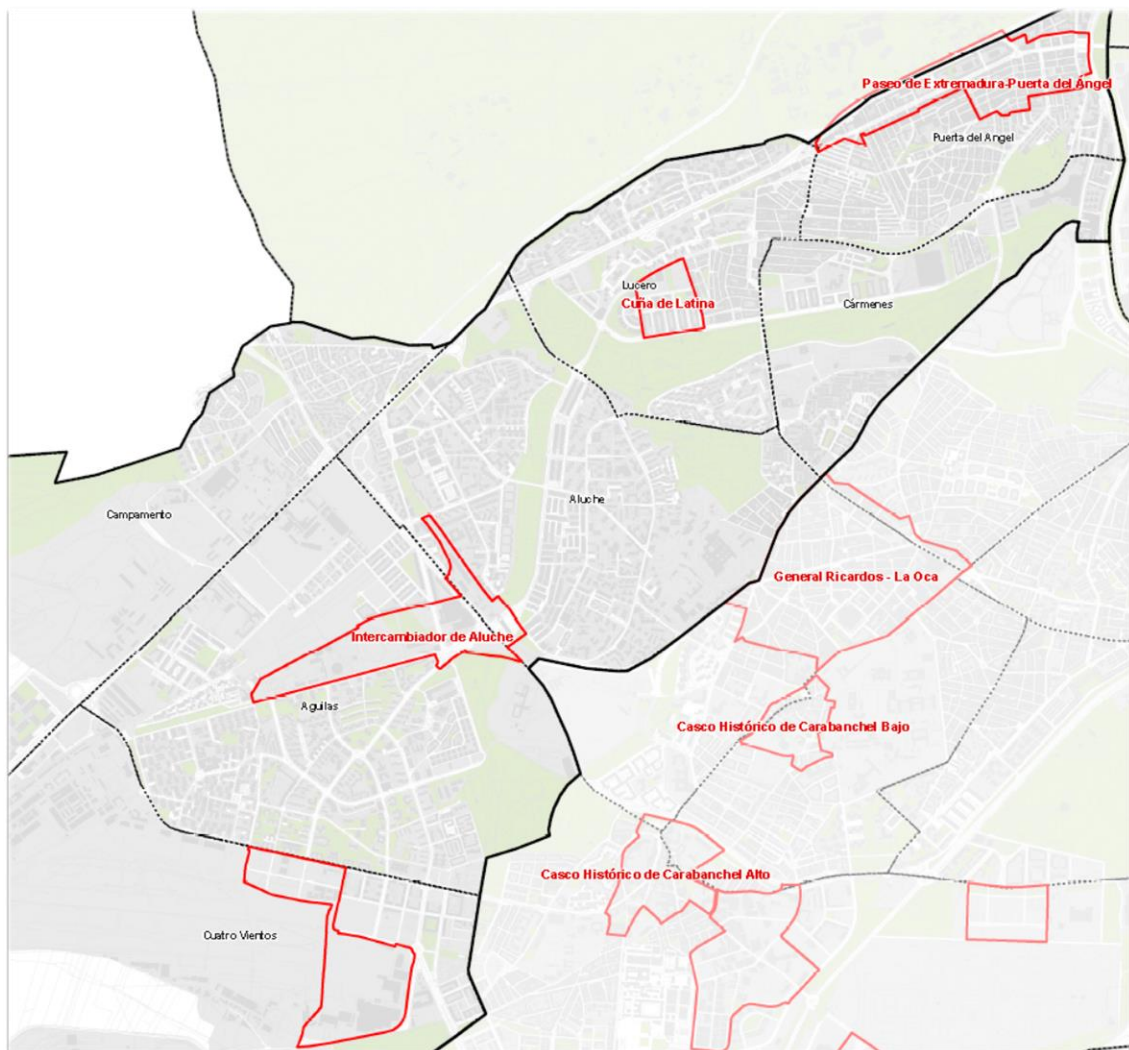 Paseo de Extremadura-Puerta del Ángel
Puerta del Angel
Lucero
Cuña de Latina
Cármenes
Aluche
Campamento
General Ricardos - La Oca
Intercambiador de Aluche
Aguilas
Casco Histórico de Carabanchel Bajo
Casco Histórico de Carabanchel Alto
Cuatro Vientos